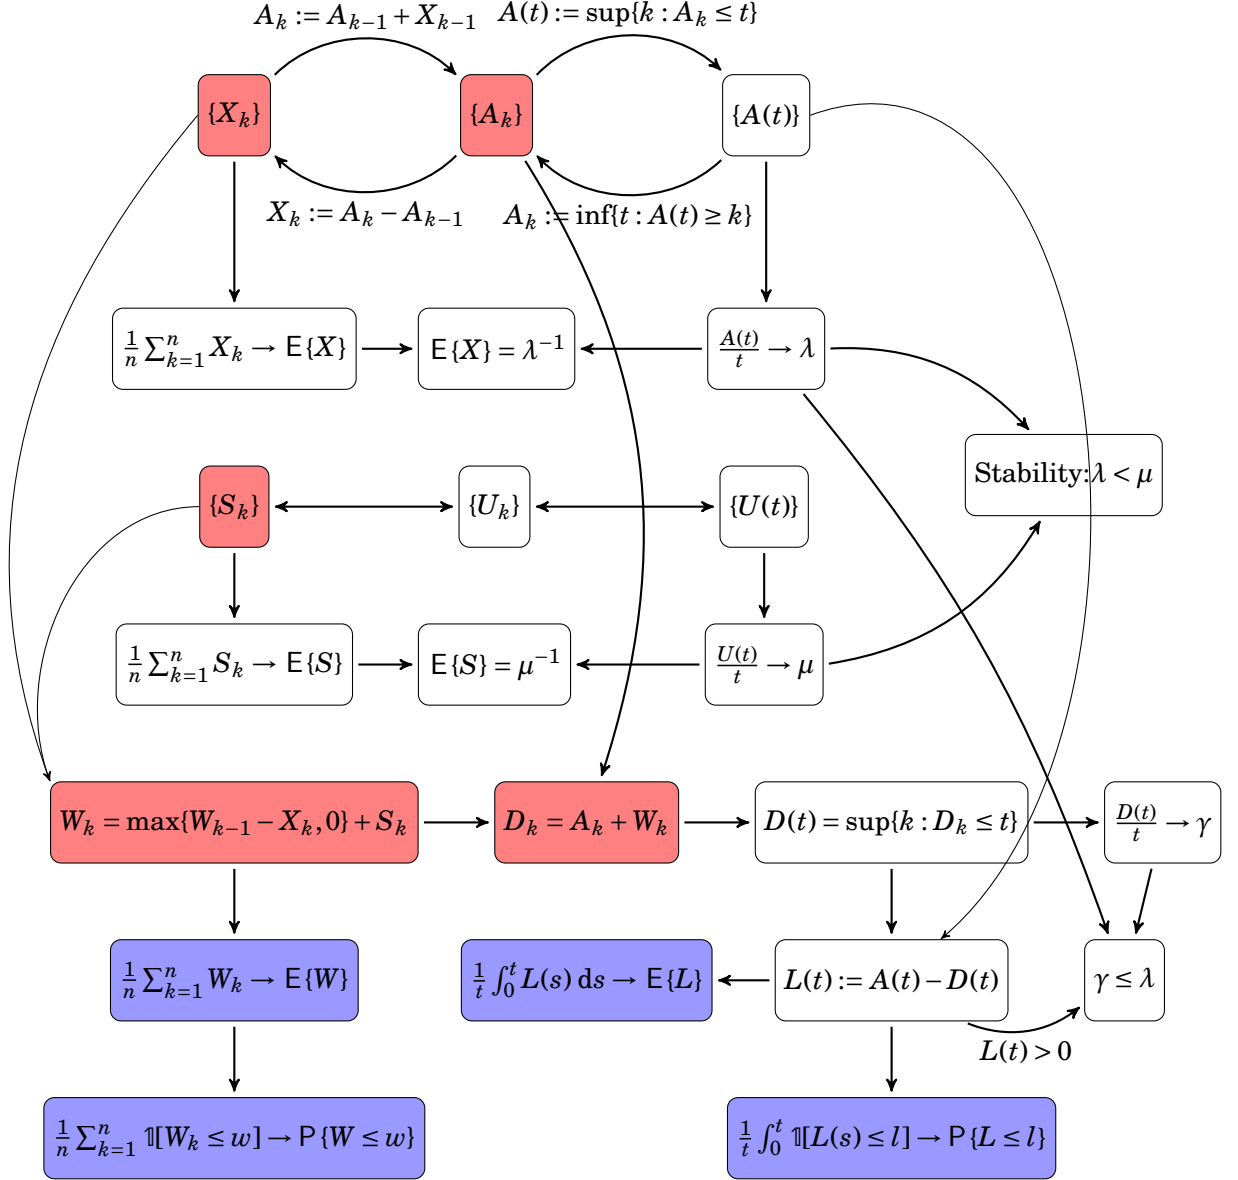 A_k := A_{k−1} + X_{k−1}
A(t) := sup{k : A_k ≤ t}
{X_k}
{A_k}
{A(t)}
X_k := A_k − A_{k−1}
A_k := inf{t : A(t) ≥ k}
1/n ∑_{k=1}^n X_k → E{X}
E{X} = λ^{−1}
A(t)/t → λ
Stability:λ < μ
{S_k}
{U_k}
{U(t)}
1/n ∑_{k=1}^n S_k → E{S}
E{S} = μ^{−1}
U(t)/t → μ
W_k = max{W_{k−1} − X_k, 0} + S_k
D_k = A_k + W_k
D(t) = sup{k : D_k ≤ t}
D(t)/t → γ
1/n ∑_{k=1}^n W_k → E{W}
1/t ∫_0^t L(s) ds → E{L}
L(t) := A(t) − D(t)
γ ≤ λ
L(t) > 0
1/n ∑_{k=1}^n 𝟙[W_k ≤ w] → P{W ≤ w}
1/t ∫_0^t 𝟙[L(s) ≤ l] → P{L ≤ l}